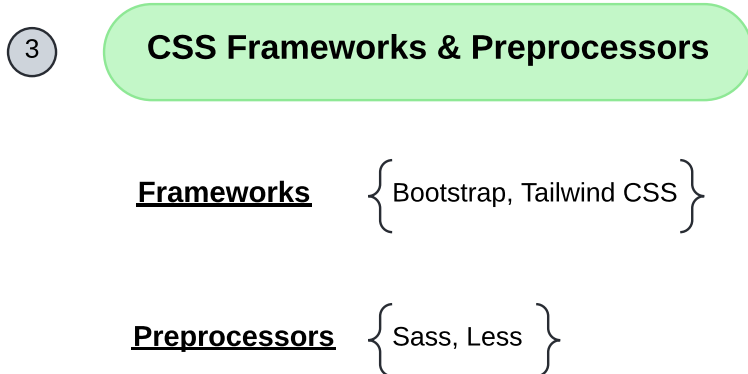 3
CSS Frameworks & Preprocessors
Frameworks { Bootstrap, Tailwind CSS }
Preprocessors { Sass, Less }